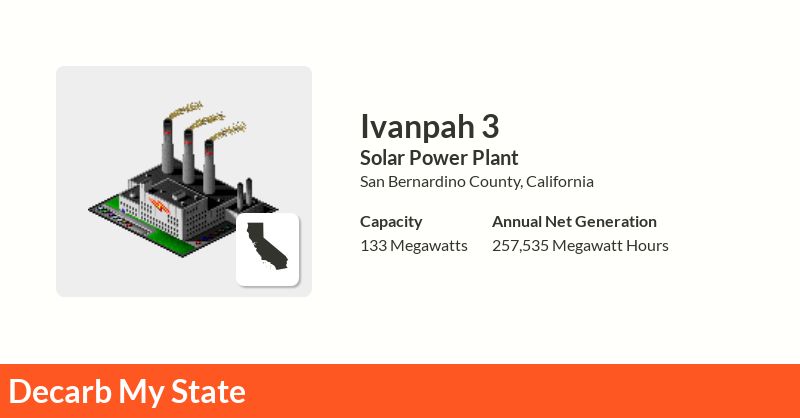 Ivanpah 3
Solar Power Plant
San Bernardino County, California
Capacity
133 Megawatts
Annual Net Generation
257,535 Megawatt Hours
Decarb My State